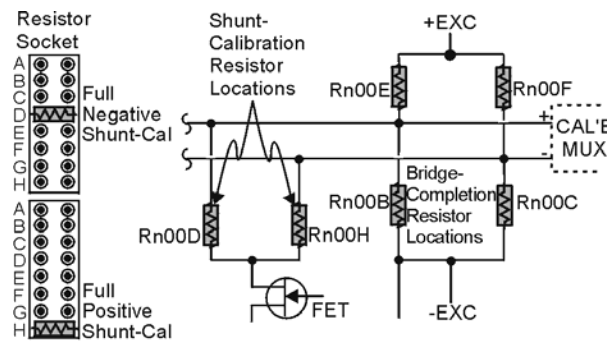 Resistor
Socket
A
B
C Full
D Negative
E Shunt-Cal
F
G
H
A
B
C
D
E
F Full
G Positive
H Shunt-Cal
Shunt-
Calibration
Resistor
Locations
+EXC
Rn00E
Rn00F
+ CAL'E
- MUX
Bridge-
Completion
Resistor
Locations
Rn00B
Rn00C
Rn00D
Rn00H
FET
-EXC